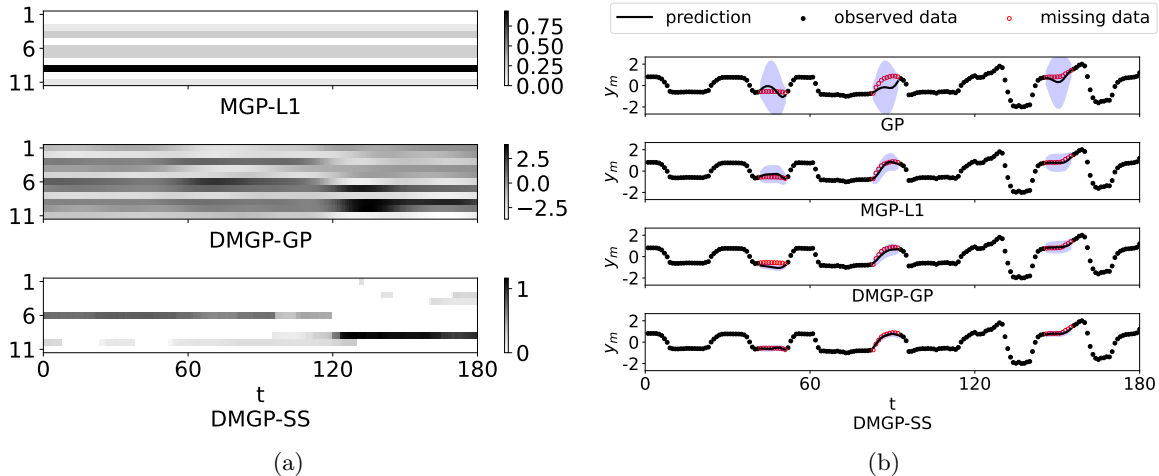 1
6
11
0.75
0.50
0.25
0.00
MGP-L1
1
6
11
2.5
0.0
−2.5
DMGP-GP
1
6
11
1
0
0
60
120
180
t
DMGP-SS
(a)
prediction
observed data
missing data
y_m
2
0
−2
GP
y_m
2
0
−2
MGP-L1
y_m
2
0
−2
DMGP-GP
y_m
2
0
−2
0
60
120
180
t
DMGP-SS
(b)